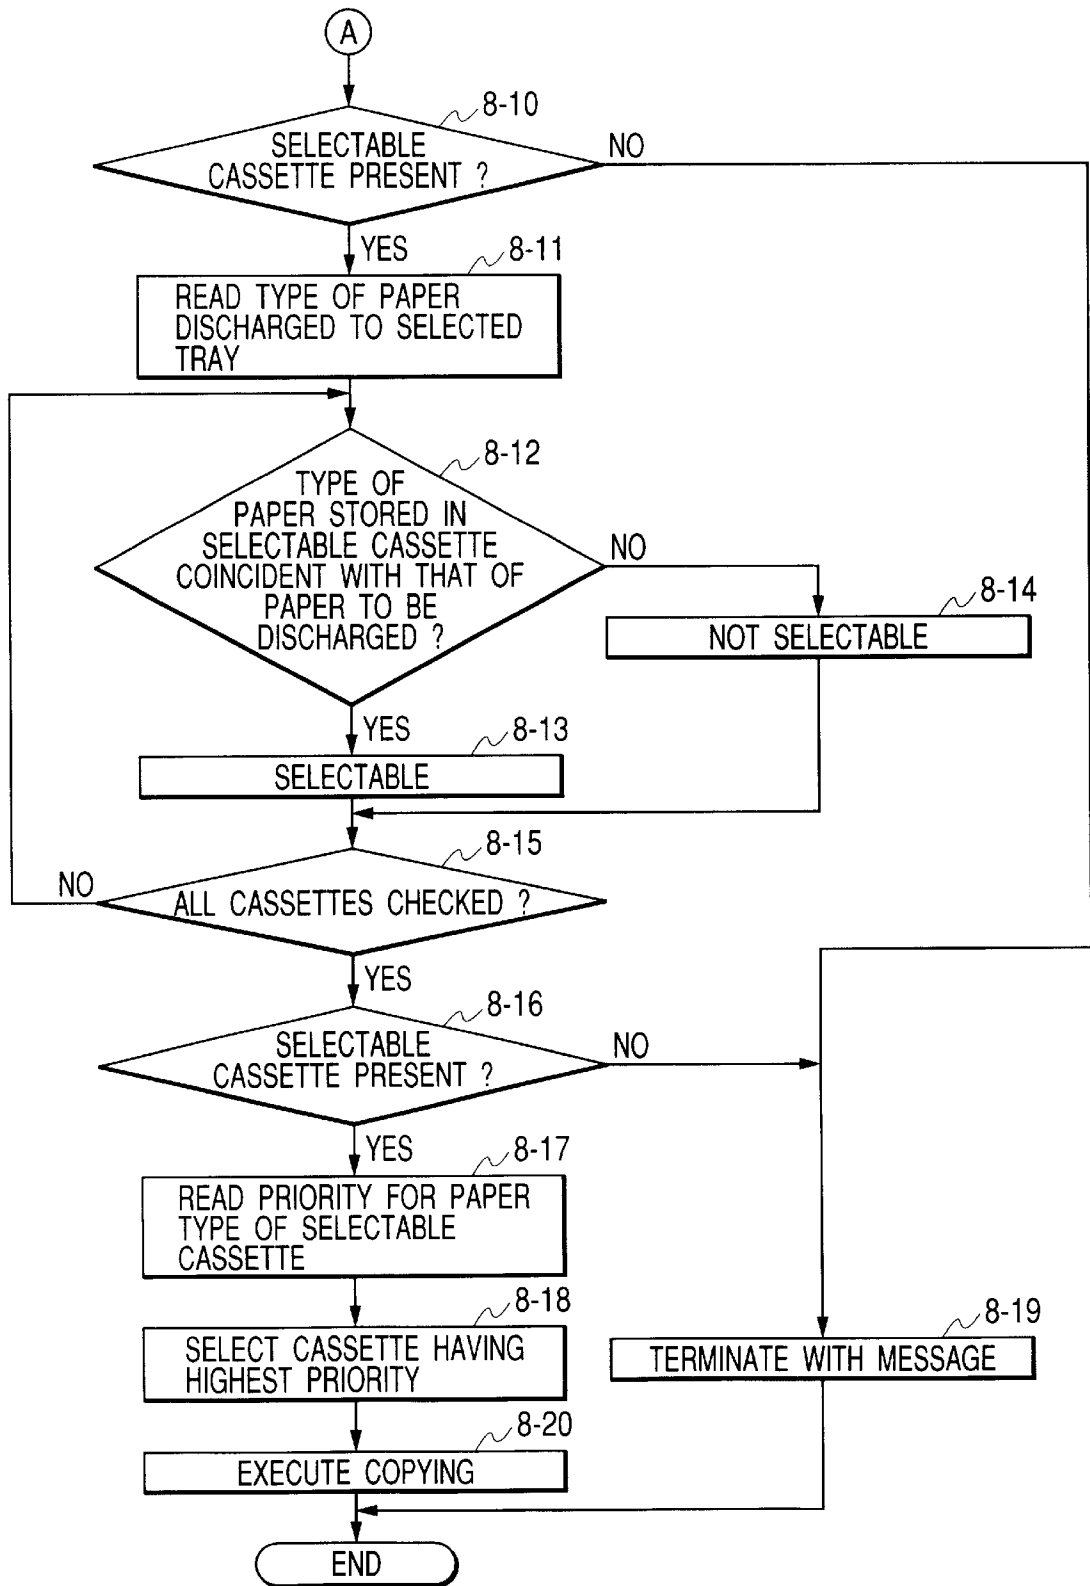 A
8-10
SELECTABLE
CASSETTE PRESENT ?
NO
YES
8-11
READ TYPE OF PAPER
DISCHARGED TO SELECTED
TRAY
8-12
TYPE OF
PAPER STORED IN
SELECTABLE CASSETTE
COINCIDENT WITH THAT OF
PAPER TO BE
DISCHARGED ?
NO
8-14
NOT SELECTABLE
YES
8-13
SELECTABLE
8-15
NO
ALL CASSETTES CHECKED ?
YES
8-16
SELECTABLE
CASSETTE PRESENT ?
NO
YES
8-17
READ PRIORITY FOR PAPER
TYPE OF SELECTABLE
CASSETTE
8-18
SELECT CASSETTE HAVING
HIGHEST PRIORITY
8-19
TERMINATE WITH MESSAGE
8-20
EXECUTE COPYING
END